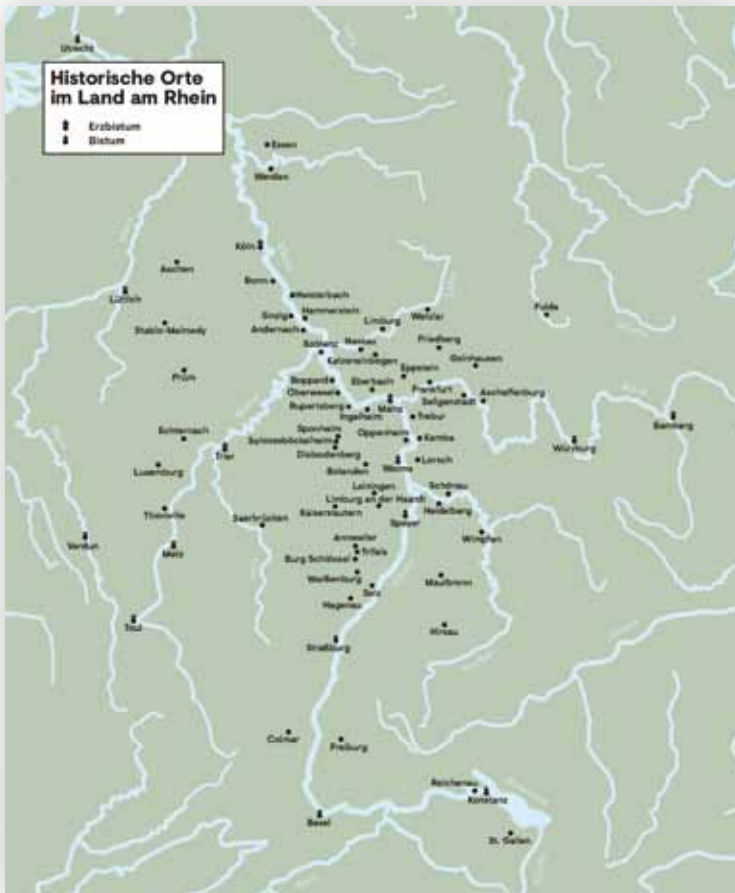 Utrecht
Historische Orte
im Land am Rhein
Erzbistum
Bistum
Essen
Werden
Köln
Aachen
Bonn
Lüttich
Heisterbach
Sinzig
Hammerstein
Andernach
Stablo-Malmedy
Limburg
Wetzlar
Fulda
Koblenz
Nassau
Friedberg
Katzenelnbogen
Gelnhausen
Prüm
Eppstein
Boppard
Eberbach
Frankfurt
Oberwesel
Seligenstadt
Aschaffenburg
Rupertsberg
Mainz
Ingelheim
Trebur
Bamberg
Echternach
Sponheim
Oppenheim
Kamba
Trier
Schlossböckelheim
Würzburg
Disibodenberg
Luxemburg
Bolanden
Worms
Lorsch
Leiningen
Schönau
Limburg an der Haardt
Thionville
Saarbrücken
Kaiserslautern
Speyer
Heidelberg
Verdun
Metz
Annweiler
Wimpfen
Trifels
Burg Schlössel
Weißenburg
Maulbronn
Selz
Hagenau
Toul
Hirsau
Straßburg
Colmar
Freiburg
Reichenau
Konstanz
Basel
St. Gallen